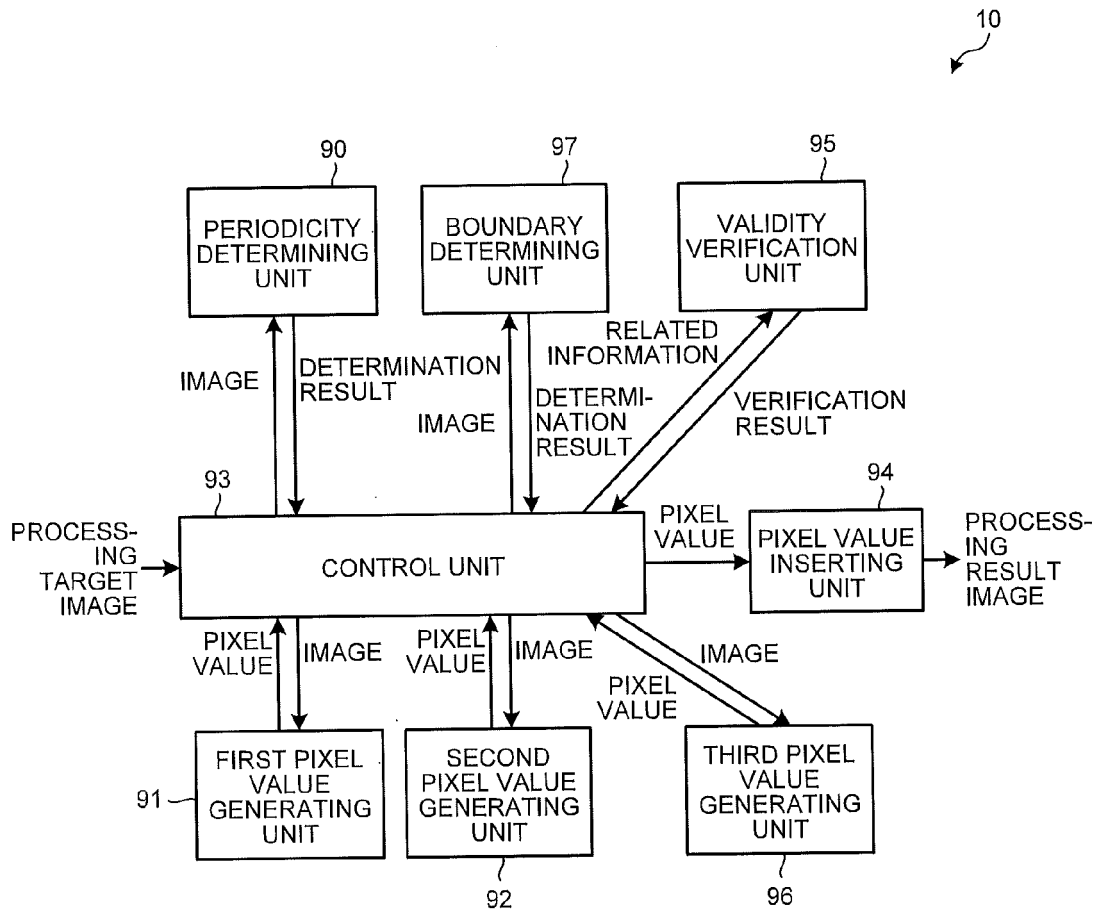 10
90
97
95
PERIODICITY
DETERMINING
UNIT
BOUNDARY
DETERMINING
UNIT
VALIDITY
VERIFICATION
UNIT
IMAGE
DETERMINATION
RESULT
IMAGE
DETERMI-
NATION
RESULT
RELATED
INFORMATION
VERIFICATION
RESULT
93
94
PROCESS-
ING
TARGET
IMAGE
CONTROL UNIT
PIXEL
VALUE
PIXEL VALUE
INSERTING
UNIT
PROCESS-
ING
RESULT
IMAGE
PIXEL
VALUE
IMAGE
PIXEL
VALUE
IMAGE
PIXEL
VALUE
IMAGE
91
FIRST PIXEL
VALUE
GENERATING
UNIT
SECOND
PIXEL VALUE
GENERATING
UNIT
THIRD PIXEL
VALUE
GENERATING
UNIT
92
96